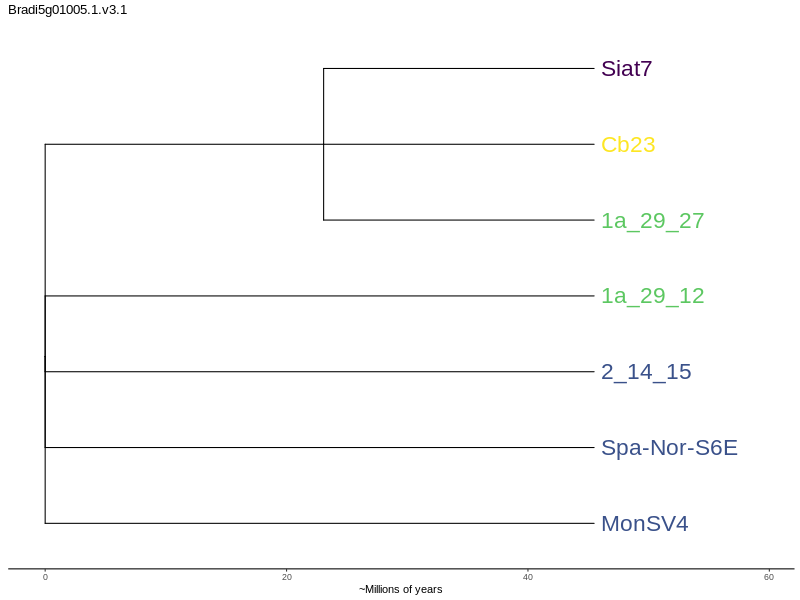 Bradi5g01005.1.v3.1
Siat7
Cb23
1a_29_27
1a_29_12
2_14_15
Spa-Nor-S6E
MonSV4
0 20 40 60
~Millions of years